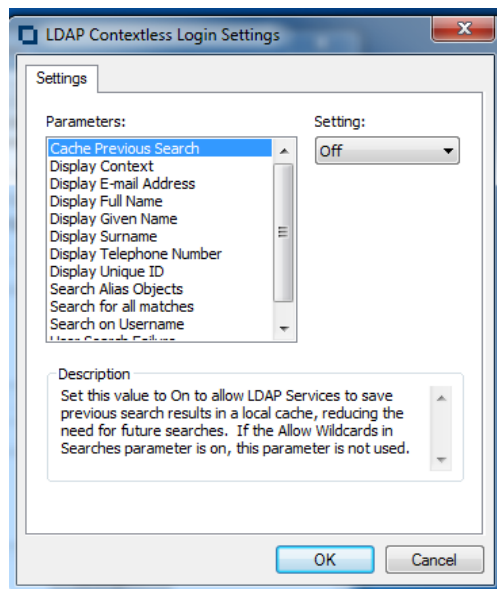 LDAP Contextless Login Settings
Settings
Parameters:
Setting:
Cache Previous Search
Off
Display Context
Display E-mail Address
Display Full Name
Display Given Name
Display Surname
Display Telephone Number
Display Unique ID
Search Alias Objects
Search for all matches
Search on Username
User Search Failure
Description
Set this value to On to allow LDAP Services to save
previous search results in a local cache, reducing the
need for future searches.  If the Allow Wildcards in
Searches parameter is on, this parameter is not used.
OK
Cancel